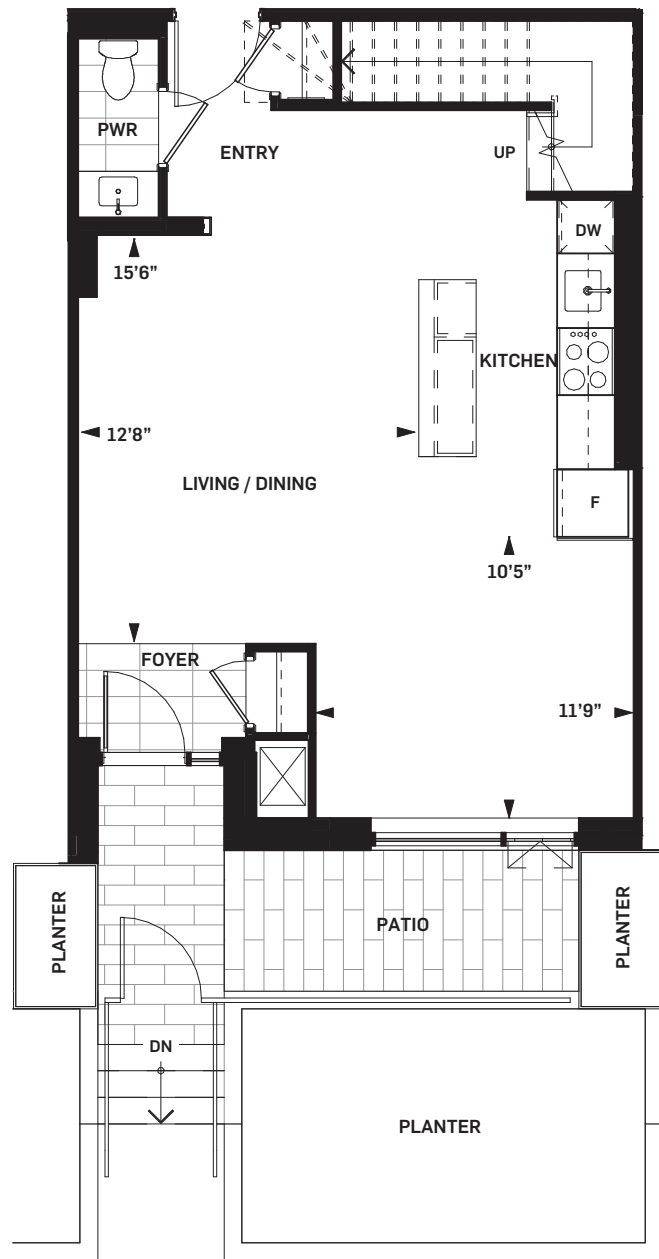 PWR
ENTRY
UP
DW
15’6”
KITCHEN
12’8”
LIVING / DINING
F
10’5”
FOYER
11’9”
PLANTER
PATIO
PLANTER
DN
PLANTER